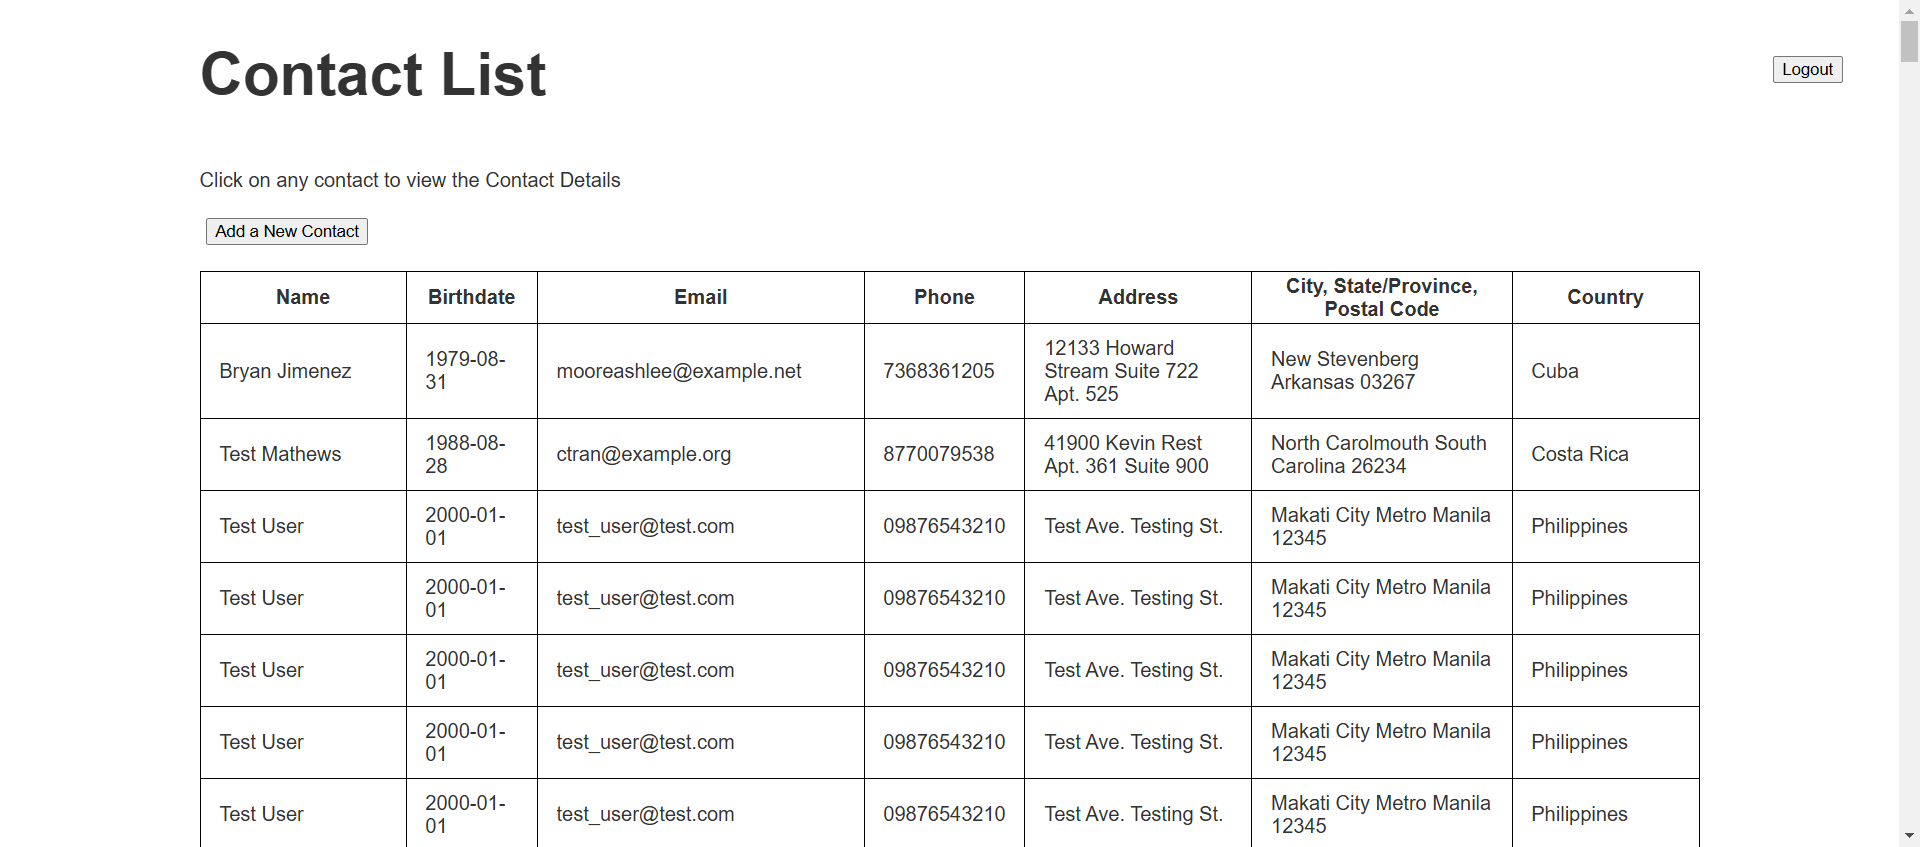 Contact List
Logout
Click on any contact to view the Contact Details
Add a New Contact
Name Birthdate Email Phone Address City, State/Province, Postal Code Country
Bryan Jimenez 1979-08-31 mooreashlee@example.net 7368361205 12133 Howard Stream Suite 722 Apt. 525 New Stevenberg Arkansas 03267 Cuba
Test Mathews 1988-08-28 ctran@example.org 8770079538 41900 Kevin Rest Apt. 361 Suite 900 North Carolmouth South Carolina 26234 Costa Rica
Test User 2000-01-01 test_user@test.com 09876543210 Test Ave. Testing St. Makati City Metro Manila 12345 Philippines
Test User 2000-01-01 test_user@test.com 09876543210 Test Ave. Testing St. Makati City Metro Manila 12345 Philippines
Test User 2000-01-01 test_user@test.com 09876543210 Test Ave. Testing St. Makati City Metro Manila 12345 Philippines
Test User 2000-01-01 test_user@test.com 09876543210 Test Ave. Testing St. Makati City Metro Manila 12345 Philippines
Test User 2000-01-01 test_user@test.com 09876543210 Test Ave. Testing St. Makati City Metro Manila 12345 Philippines